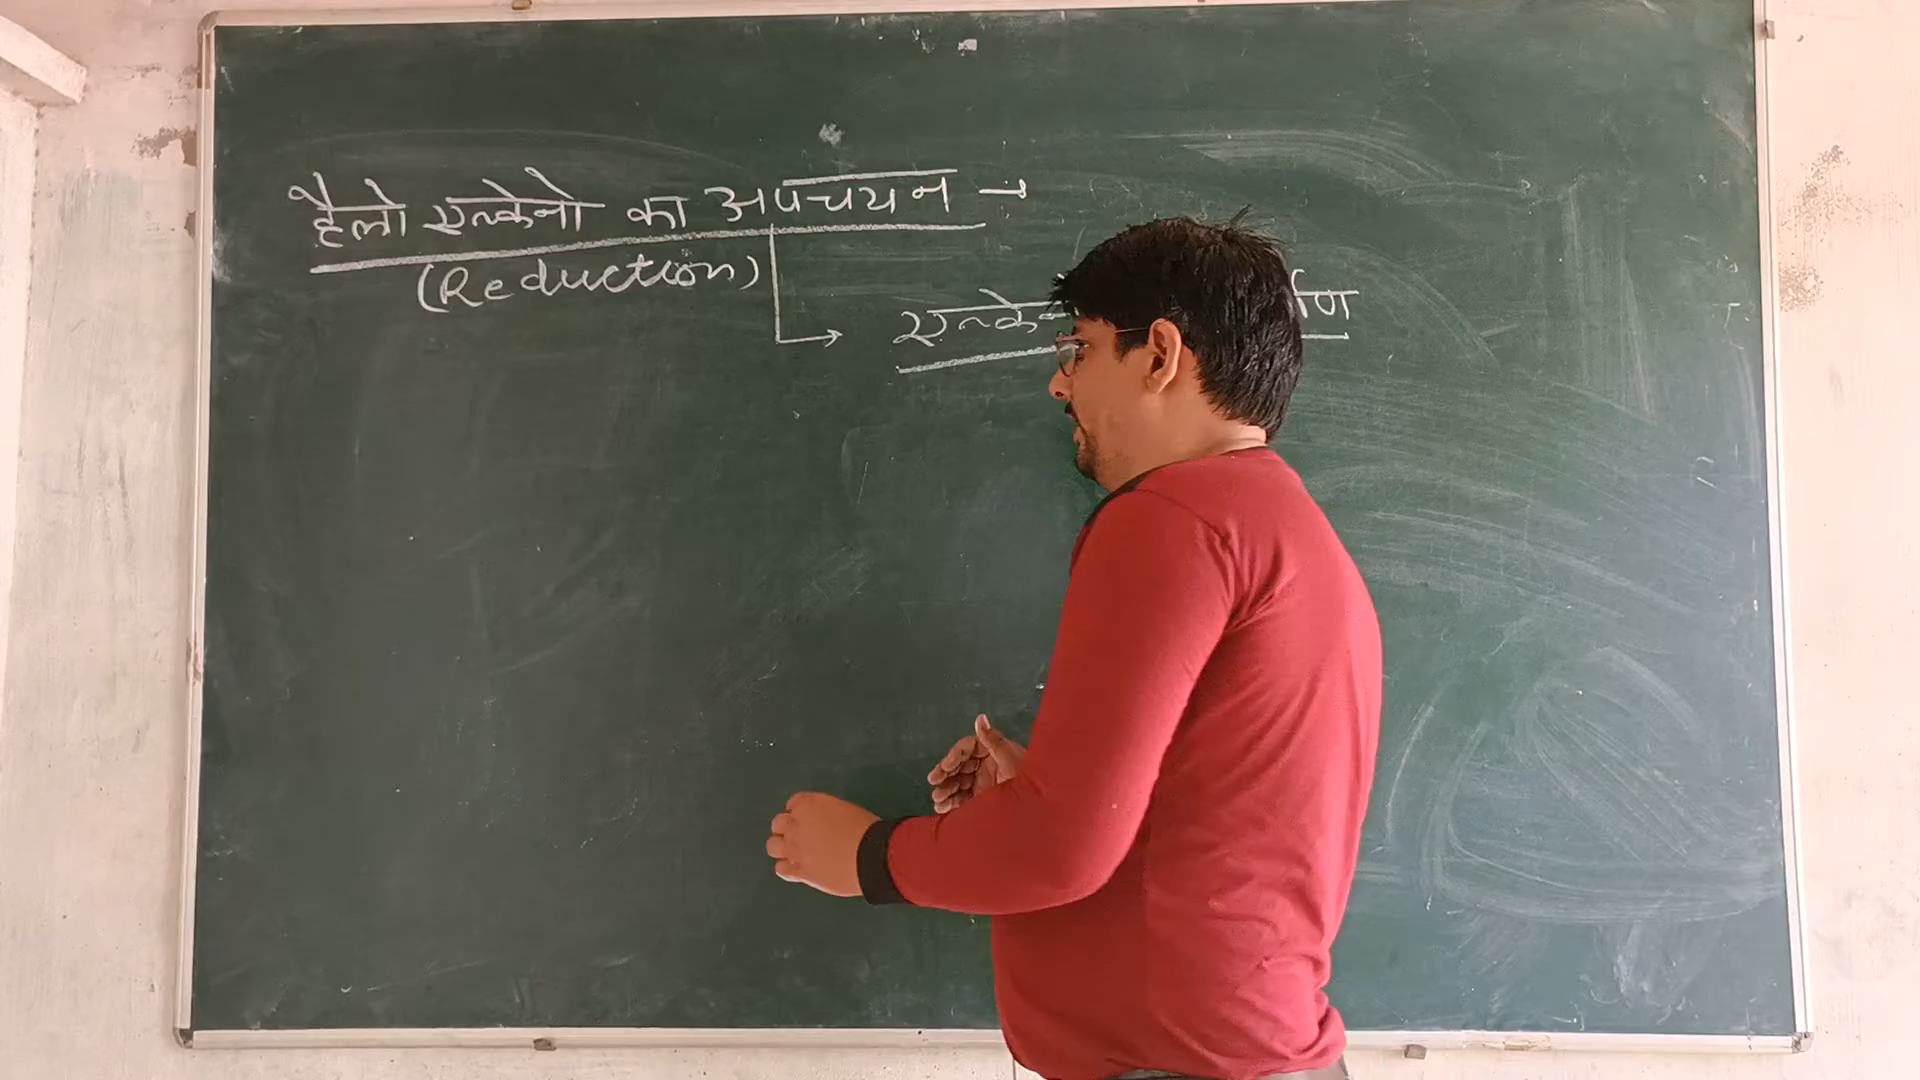 हैलो एल्केनो का अपचयन →
(Reduction)